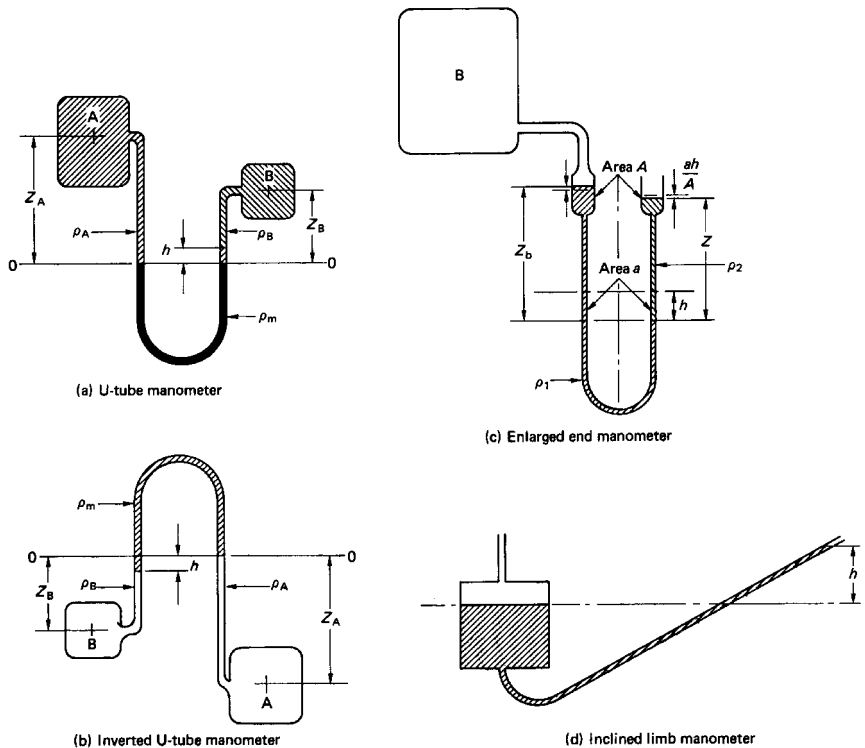 A
B
Z_A
Z_B
ρ_A
h
ρ_B
0
0
ρ_m
(a) U-tube manometer
B
Area A
ah/A
Z_b
Z
Area a
ρ_2
h
ρ_1
(c) Enlarged end manometer
ρ_m
0
0
h
Z_B
ρ_B
ρ_A
Z_A
B
A
(b) Inverted U-tube manometer
h
(d) Inclined limb manometer